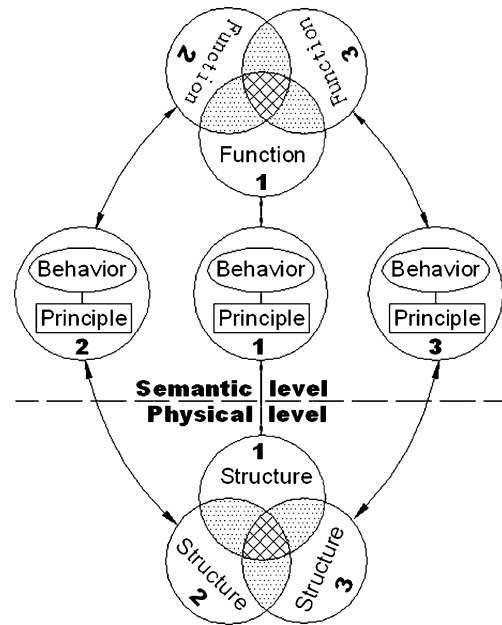 2
Function
3
Function
Function
1
Behavior
Principle
2
Behavior
Principle
1
Behavior
Principle
3
Semantic level
Physical level
1
Structure
Structure
2
Structure
3